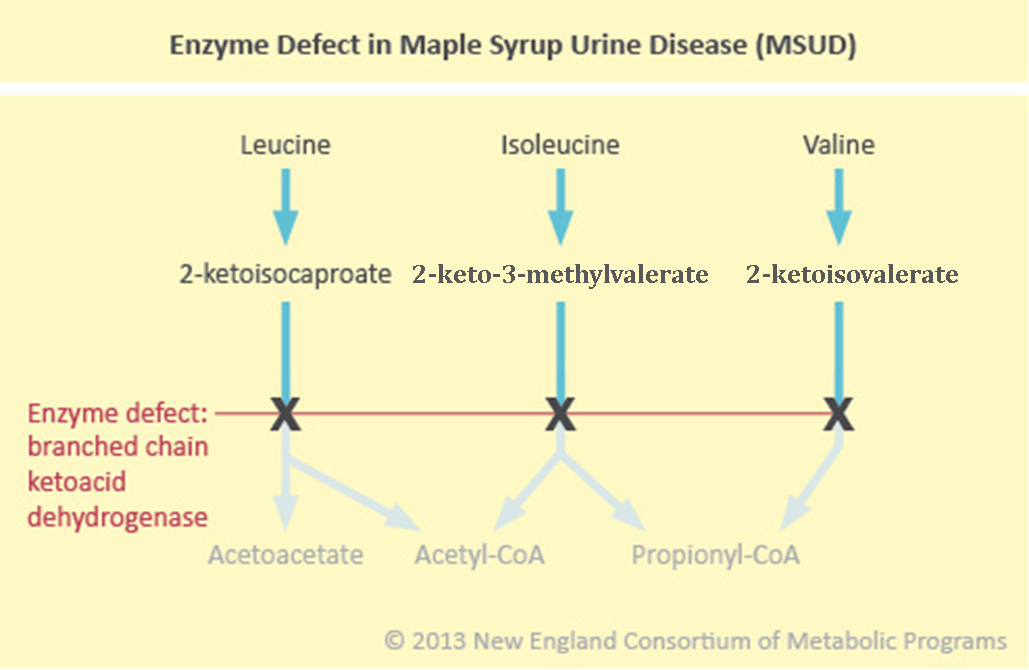 Enzyme Defect in Maple Syrup Urine Disease (MSUD)
Leucine Isoleucine Valine
2-ketoisocaproate 2-keto-3-methylvalerate 2-ketoisovalerate
X X X
Enzyme defect:
branched chain
ketoacid
dehydrogenase
Acetoacetate Acetyl-CoA Propionyl-CoA
© 2013 New England Consortium of Metabolic Programs